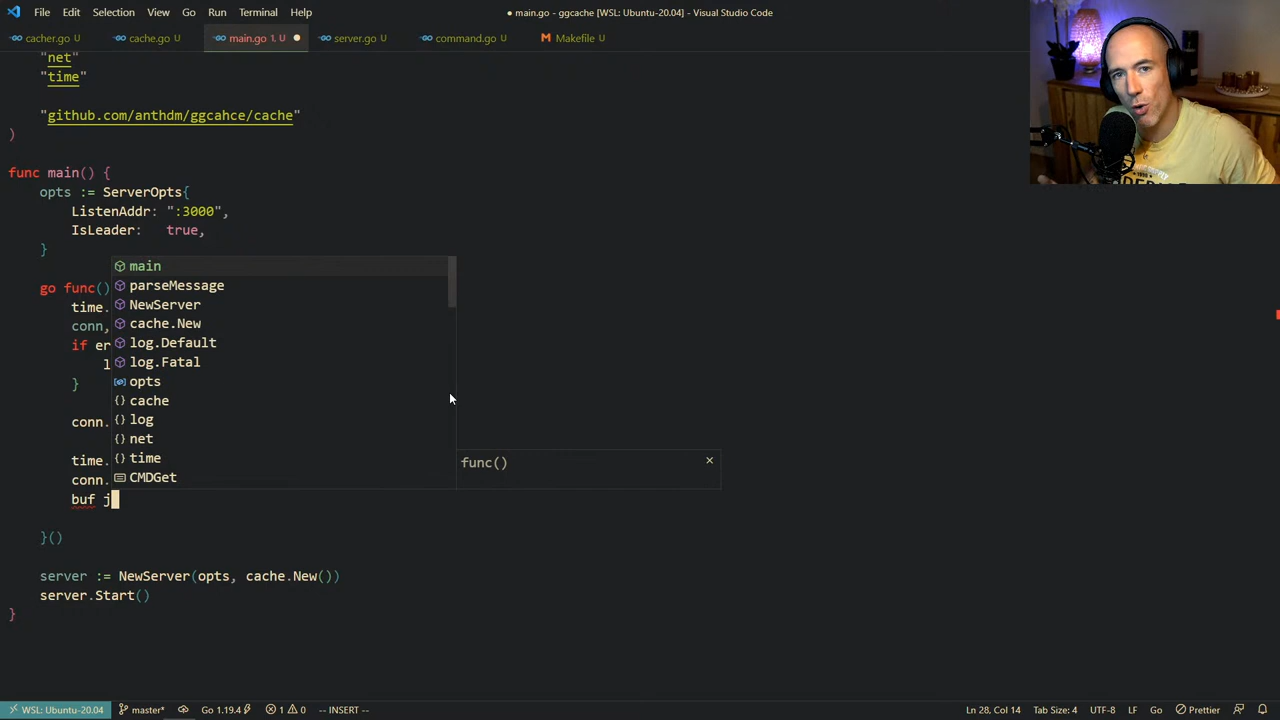 File Edit Selection View Go Run Terminal Help
● main.go - ggcache [WSL: Ubuntu-20.04] - Visual Studio Code
cacher.go U cache.go U main.go 1, U server.go U command.go U Makefile U
"net"
"time"
"github.com/anthdm/ggcahce/cache"
)
func main() {
opts := ServerOpts{
ListenAddr: ":3000",
IsLeader: true,
}
main
go func() parseMessage
time. NewServer
conn, cache.New
if er log.Default
l log.Fatal
} opts
cache
conn. log
net
time. time
func() ×
conn. CMDGet
buf j
}()
server := NewServer(opts, cache.New())
server.Start()
}
WSL: Ubuntu-20.04 master* Go 1.19.4 1 0 -- INSERT -- Ln 28, Col 14 Tab Size: 4 UTF-8 LF Go Prettier